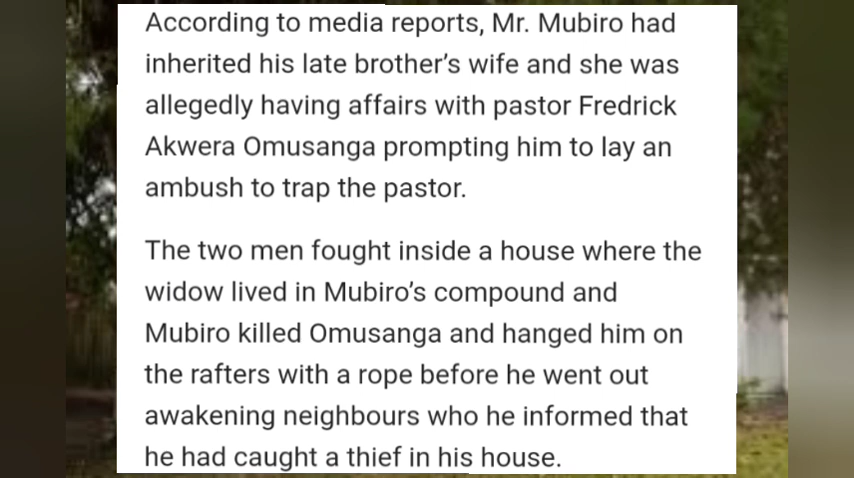 According to media reports, Mr. Mubiro had
inherited his late brother’s wife and she was
allegedly having affairs with pastor Fredrick
Akwera Omusanga prompting him to lay an
ambush to trap the pastor.
The two men fought inside a house where the
widow lived in Mubiro’s compound and
Mubiro killed Omusanga and hanged him on
the rafters with a rope before he went out
awakening neighbours who he informed that
he had caught a thief in his house.